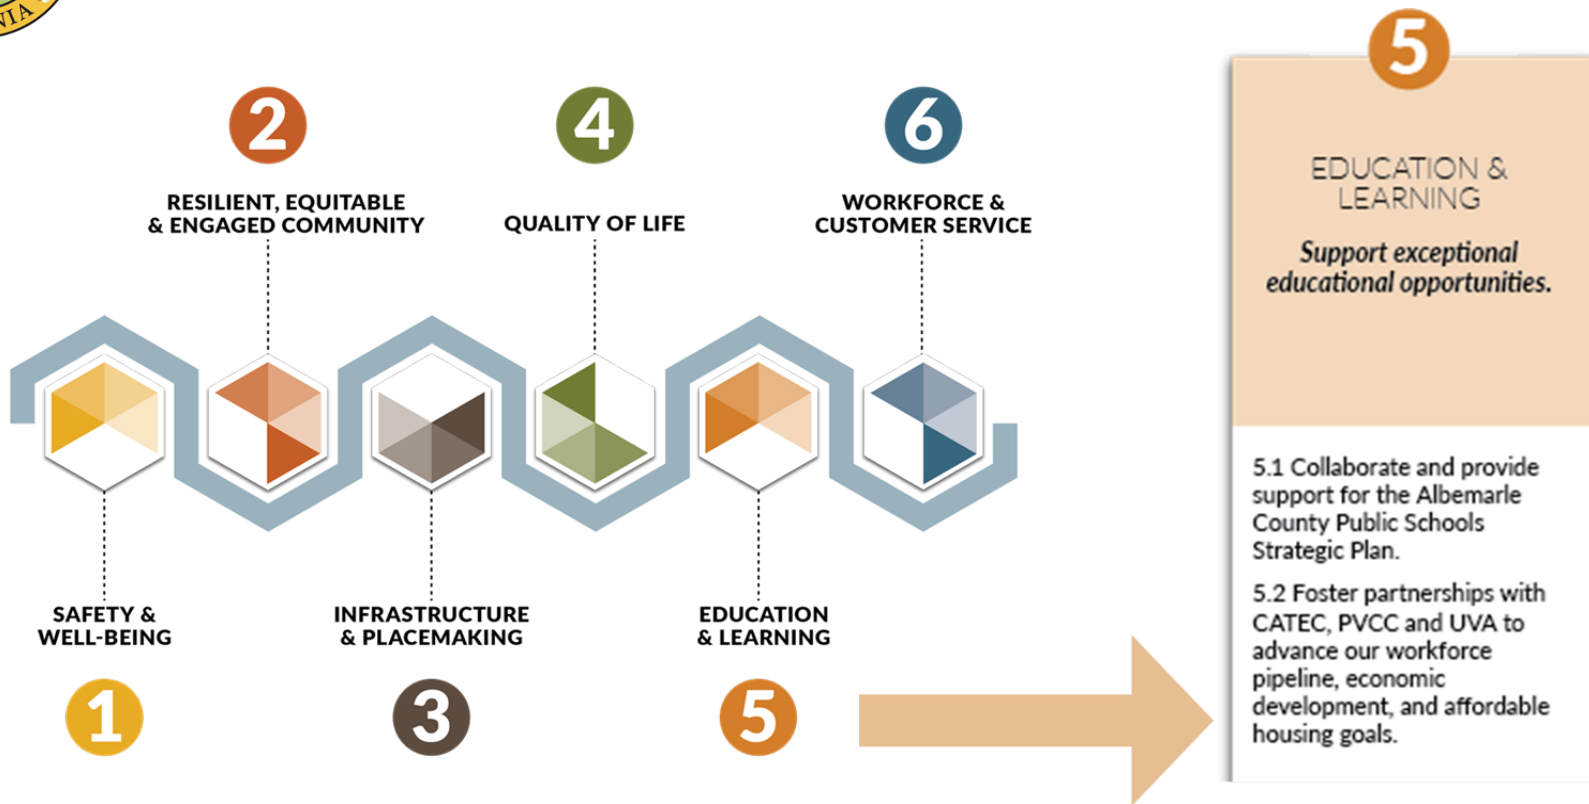 NIA
2
4
6
RESILIENT, EQUITABLE
& ENGAGED COMMUNITY
QUALITY OF LIFE
WORKFORCE &
CUSTOMER SERVICE
SAFETY &
WELL-BEING
INFRASTRUCTURE
& PLACEMAKING
EDUCATION
& LEARNING
1
3
5
5
EDUCATION &
LEARNING
Support exceptional
educational opportunities.
5.1 Collaborate and provide
support for the Albemarle
County Public Schools
Strategic Plan.
5.2 Foster partnerships with
CATEC, PVCC and UVA to
advance our workforce
pipeline, economic
development, and affordable
housing goals.